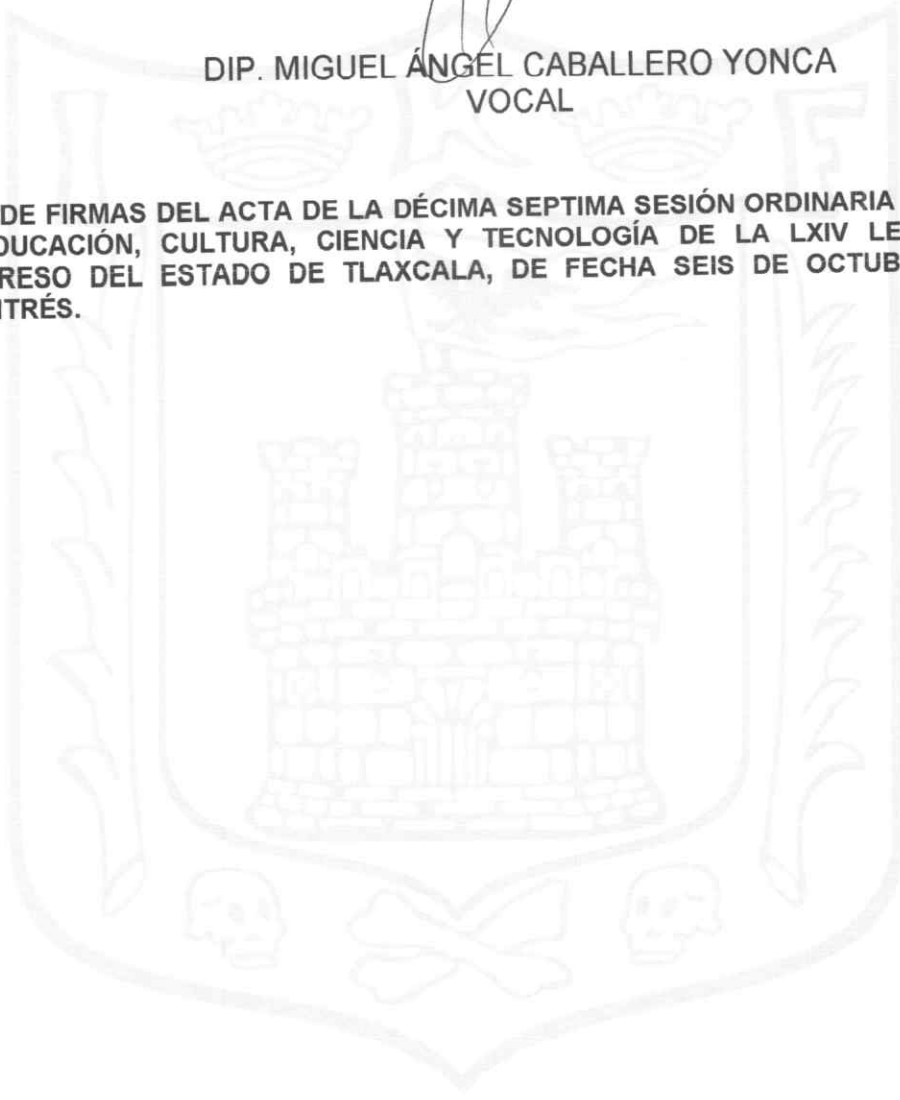 DIP. MIGUEL ÁNGEL CABALLERO YONCA
VOCAL
DE FIRMAS DEL ACTA DE LA DÉCIMA SEPTIMA SESIÓN ORDINARIA
DUCACIÓN, CULTURA, CIENCIA Y TECNOLOGÍA DE LA LXIV LE
RESO DEL ESTADO DE TLAXCALA, DE FECHA SEIS DE OCTUB
ITRÉS.
I K F